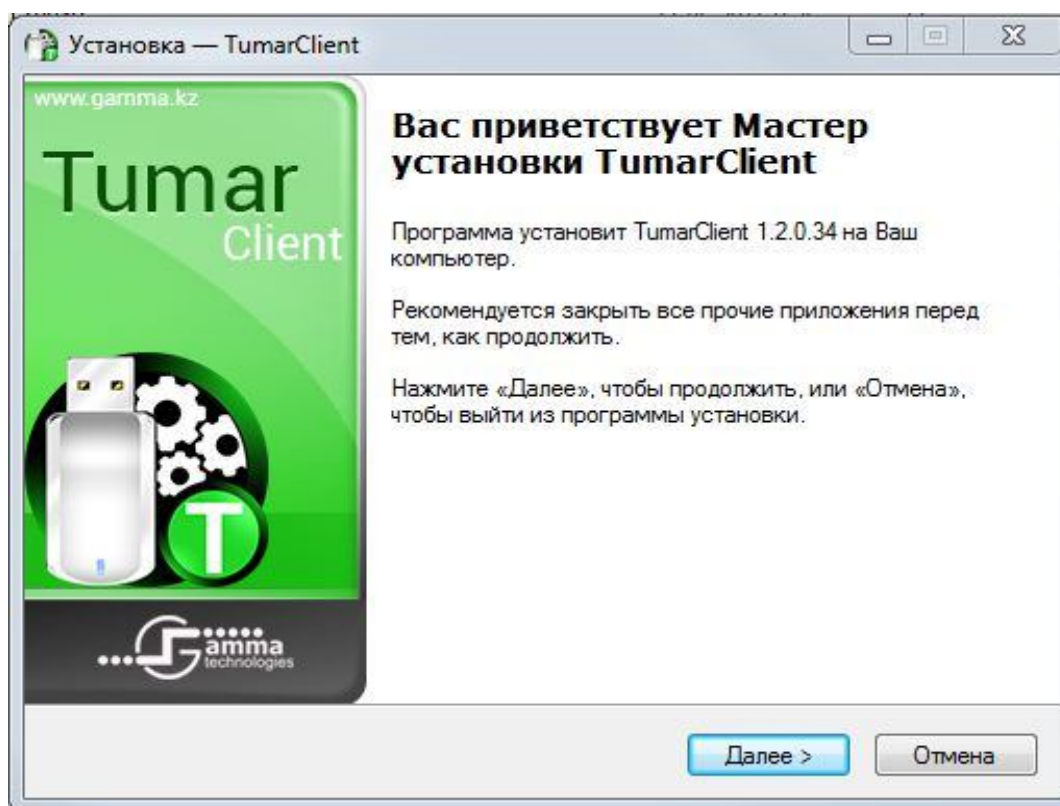 Установка — TumarClient
www.gamma.kz
Tumar
Client
T
Gamma
technologies
Вас приветствует Мастер
установки TumarClient
Программа установит TumarClient 1.2.0.34 на Ваш
компьютер.
Рекомендуется закрыть все прочие приложения перед
тем, как продолжить.
Нажмите «Далее», чтобы продолжить, или «Отмена»,
чтобы выйти из программы установки.
Далее >
Отмена